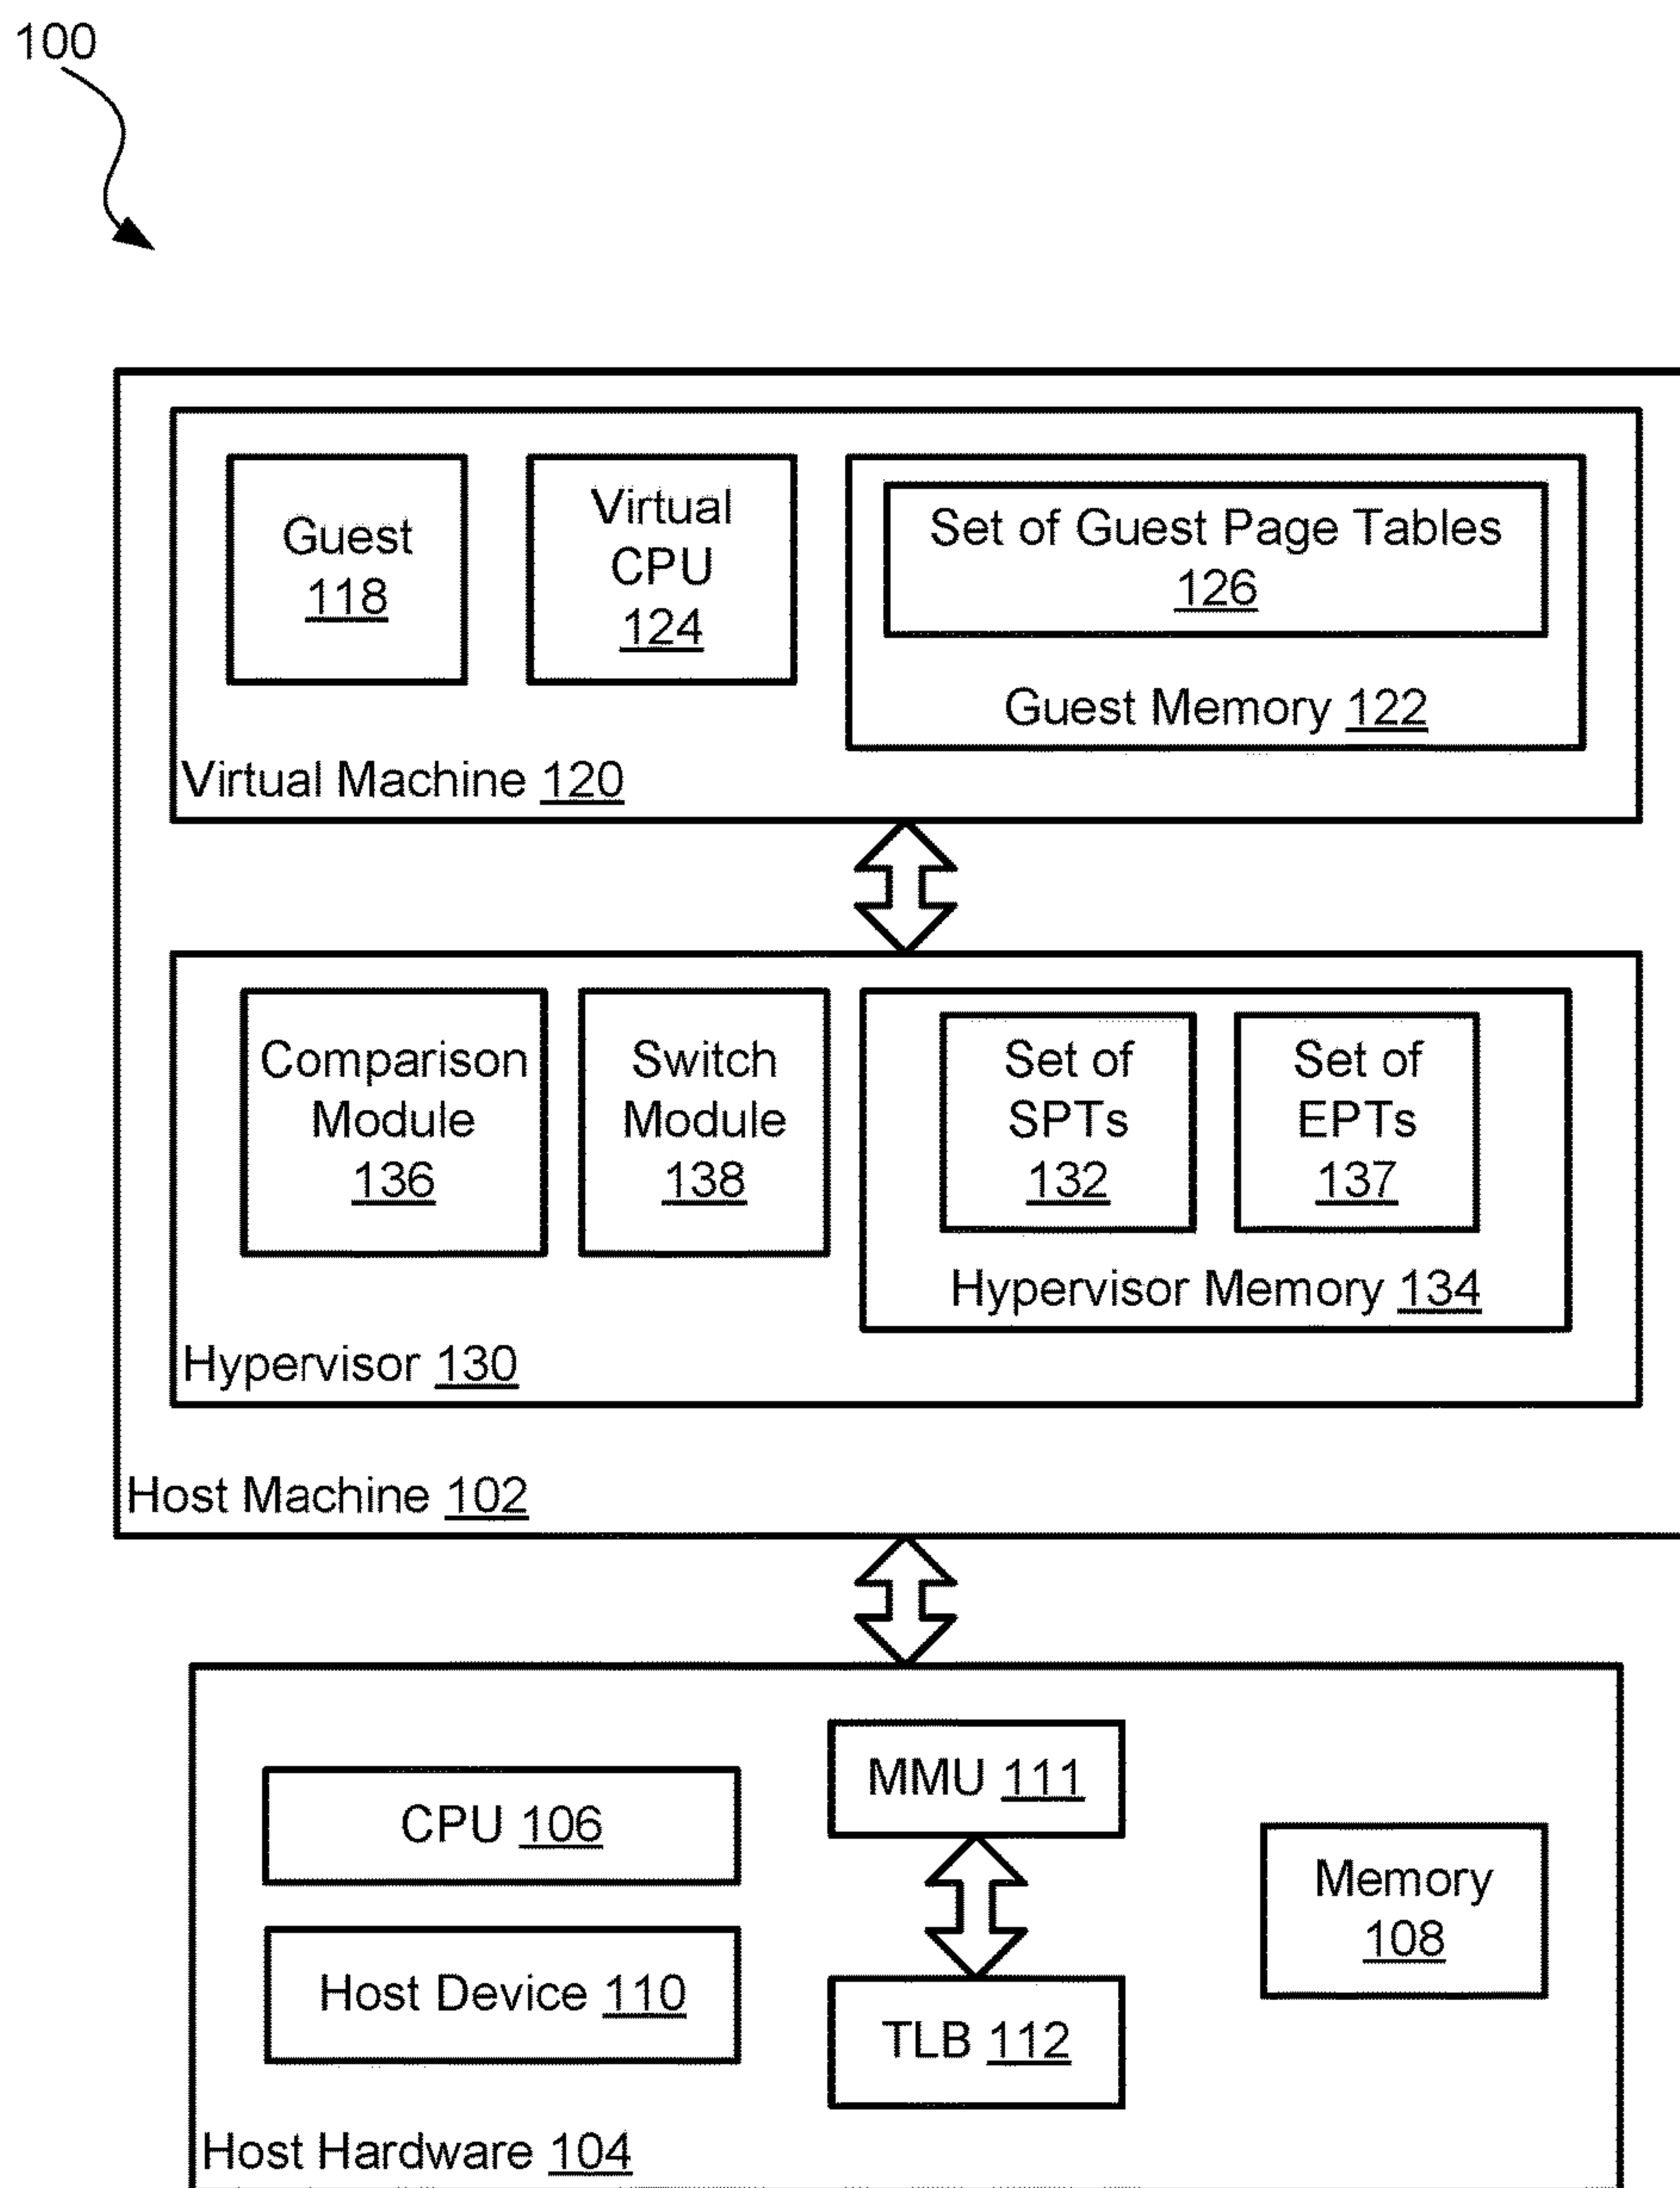 100
Guest
118
Virtual
CPU
124
Set of Guest Page Tables
126
Guest Memory 122
Virtual Machine 120
Comparison
Module
136
Switch
Module
138
Set of
SPTs
132
Set of
EPTs
137
Hypervisor Memory 134
Hypervisor 130
Host Machine 102
CPU 106
Host Device 110
MMU 111
TLB 112
Memory
108
Host Hardware 104